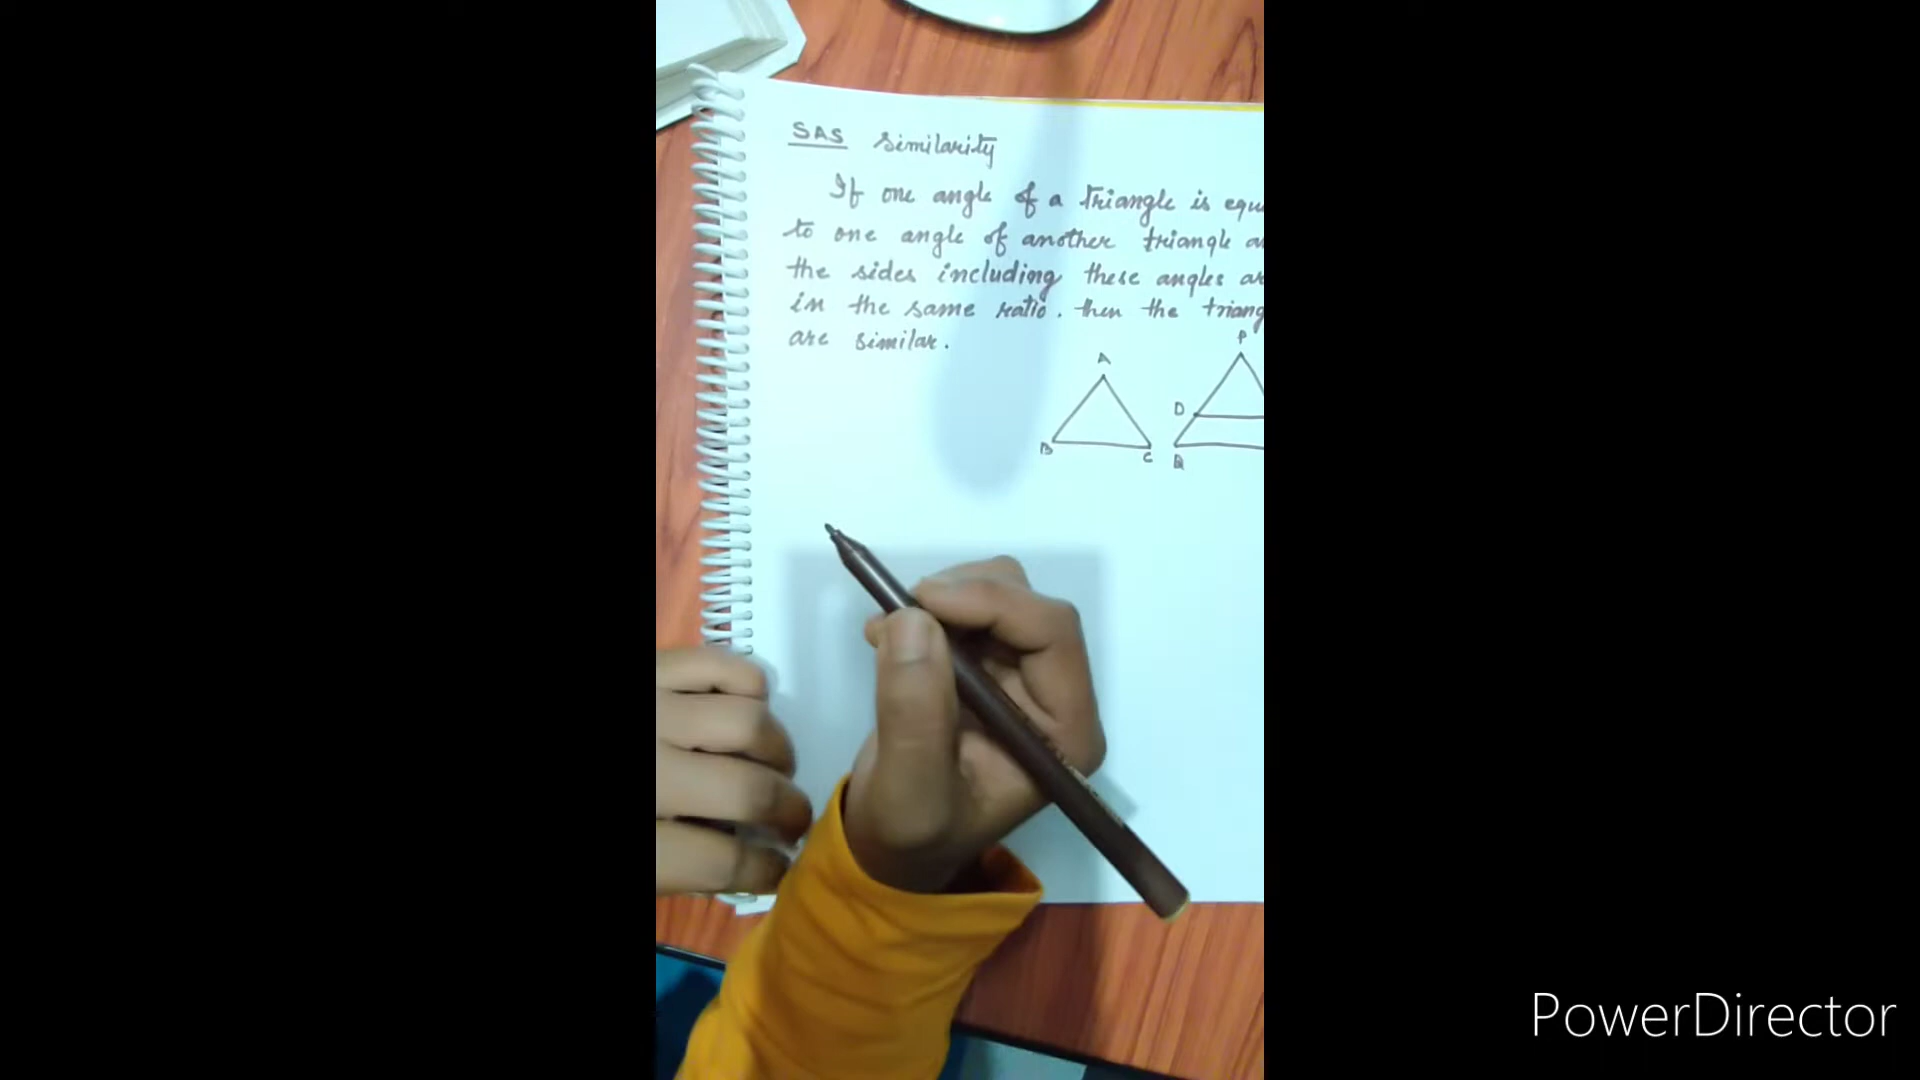 SAS Similarity
If one angle of a triangle is equ
to one angle of another triangle a
the sides including these angles a
in the same ratio. then the triang
are similar.
P
A
D
B
C
Q
PowerDirector